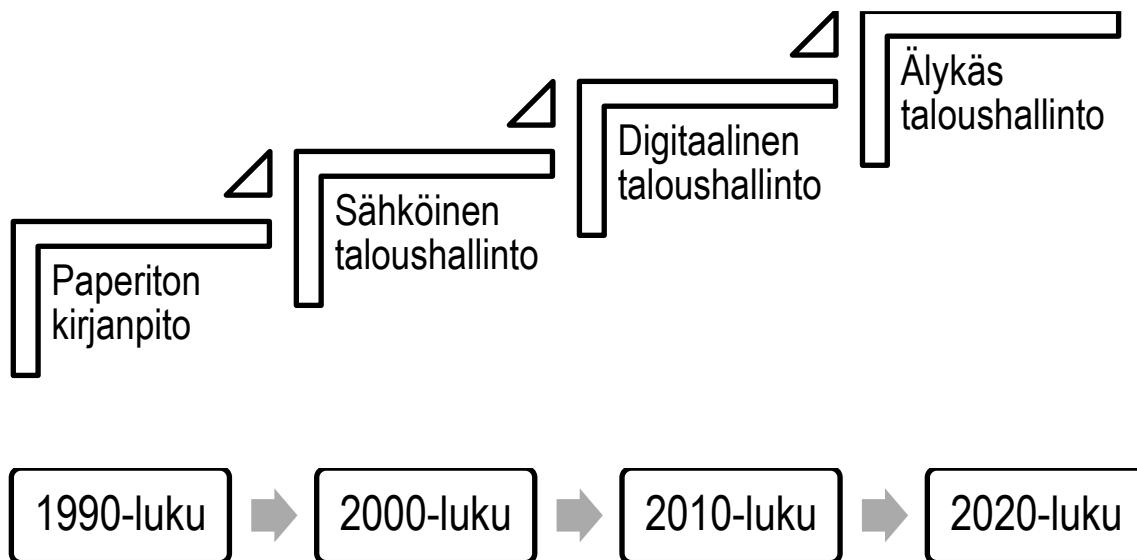 Paperiton
kirjanpito
Sähköinen
taloushallinto
Digitaalinen
taloushallinto
Älykäs
taloushallinto
1990-luku
2000-luku
2010-luku
2020-luku